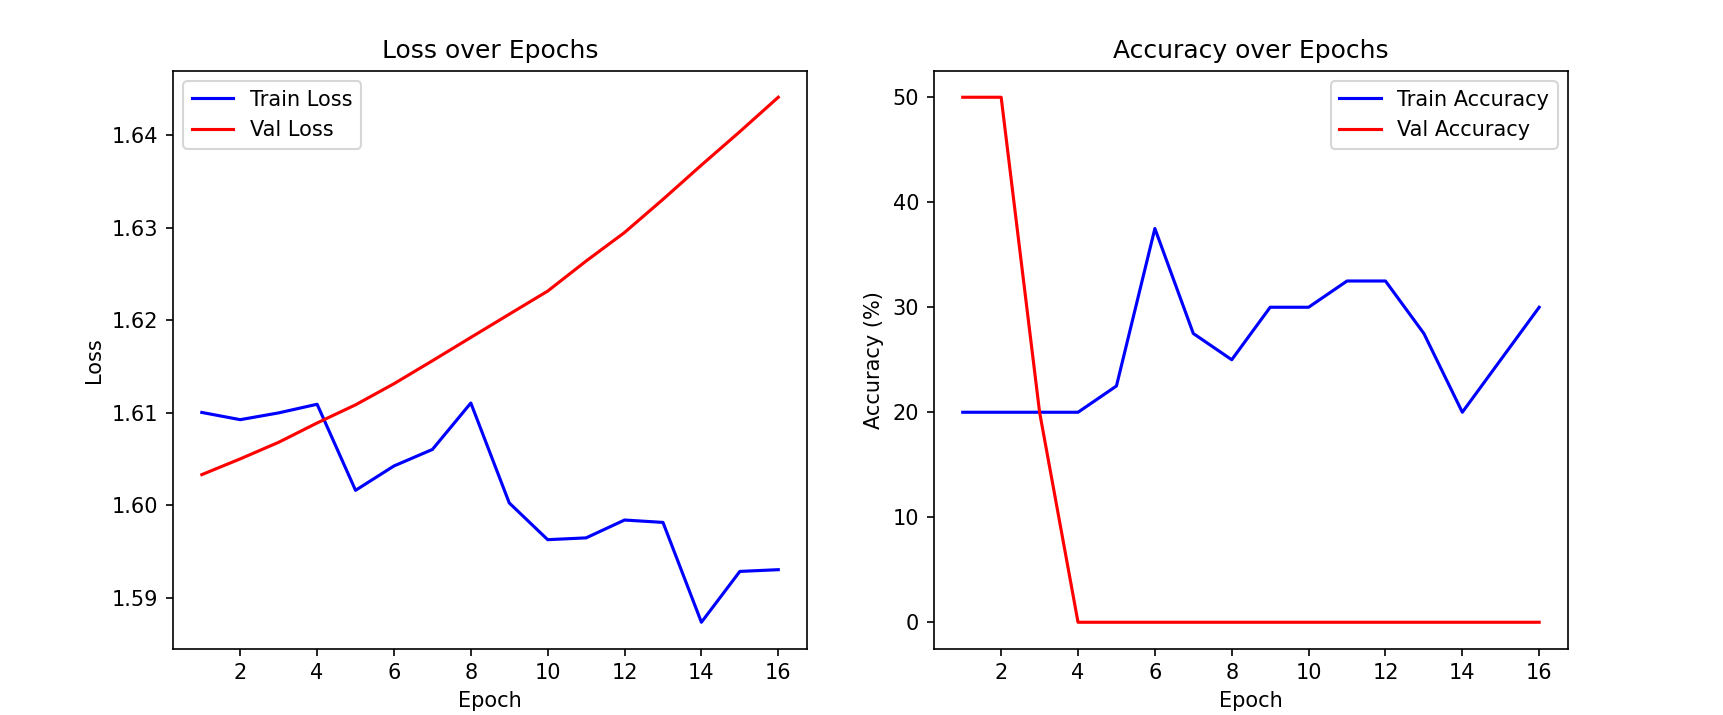 Loss over Epochs
Train Loss
Val Loss
1.64
1.63
1.62
1.61
1.60
1.59
Loss
2 4 6 8 10 12 14 16
Epoch
Accuracy over Epochs
Train Accuracy
Val Accuracy
50
40
30
20
10
0
Accuracy (%)
2 4 6 8 10 12 14 16
Epoch